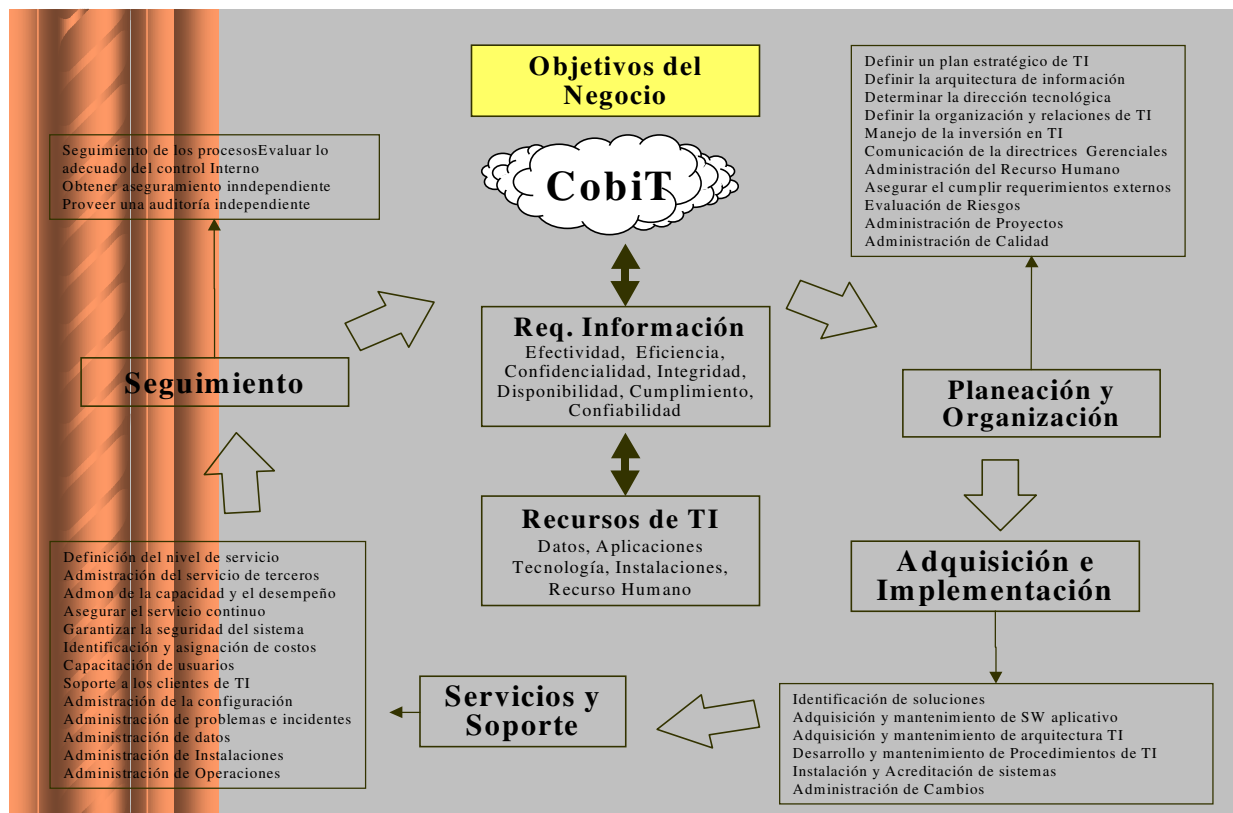 Objetivos del
Negocio
CobiT
Definir un plan estratégico de TI
Definir la arquitectura de información
Determinar la dirección tecnológica
Definir la organización y relaciones de TI
Manejo de la inversión en TI
Comunicación de la directrices Gerenciales
Administración del Recurso Humano
Asegurar el cumplir requerimientos externos
Evaluación de Riesgos
Administración de Proyectos
Administración de Calidad
Seguimiento de los procesosEvaluar lo
adecuado del control Interno
Obtener aseguramiento inndependiente
Proveer una auditoría independiente
Req. Información
Efectividad, Eficiencia,
Confidencialidad, Integridad,
Disponibilidad, Cumplimiento,
Confiabilidad
Seguimiento
Planeación y
Organización
Recursos de TI
Datos, Aplicaciones
Tecnología, Instalaciones,
Recurso Humano
Adquisición e
Implementación
Definición del nivel de servicio
Admistración del servicio de terceros
Admon de la capacidad y el desempeño
Asegurar el servicio continuo
Garantizar la seguridad del sistema
Identificación y asignación de costos
Capacitación de usuarios
Soporte a los clientes de TI
Admistración de la configuración
Administración de problemas e incidentes
Administración de datos
Administración de Instalaciones
Administración de Operaciones
Servicios y
Soporte
Identificación de soluciones
Adquisición y mantenimiento de SW aplicativo
Adquisición y mantenimiento de arquitectura TI
Desarrollo y mantenimiento de Procedimientos de TI
Instalación y Acreditación de sistemas
Administración de Cambios